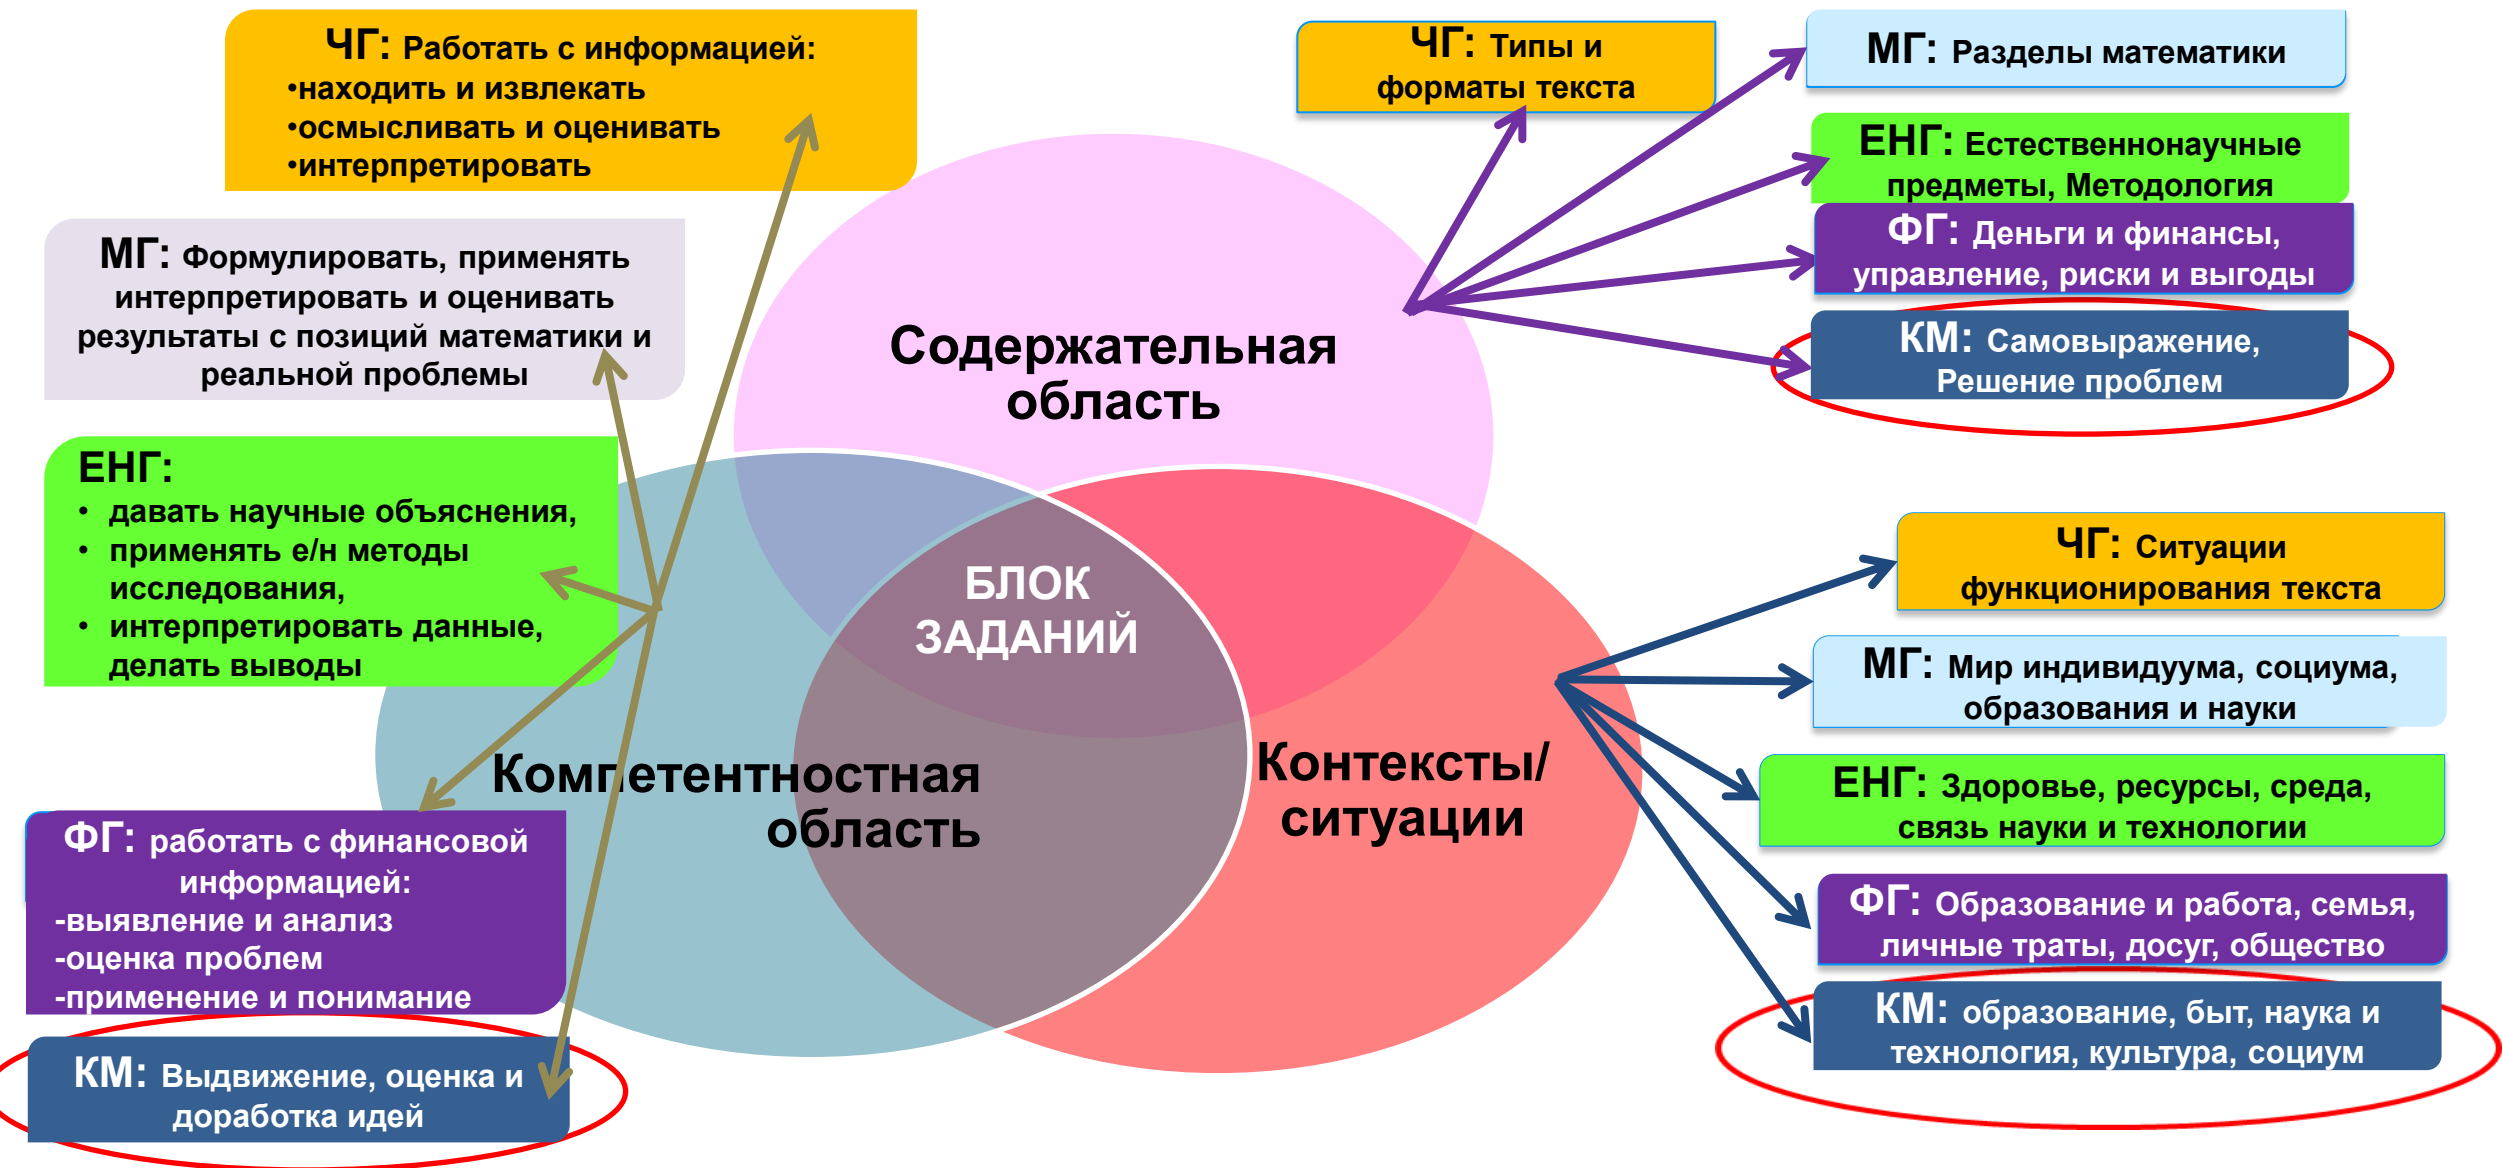 ЧГ: Работать с информацией:
•находить и извлекать
•осмысливать и оценивать
•интерпретировать
МГ: Формулировать, применять
интерпретировать и оценивать
результаты с позиций математики и
реальной проблемы
ЕНГ:
• давать научные объяснения,
• применять е/н методы
исследования,
• интерпретировать данные,
делать выводы
ФГ: работать с финансовой
информацией:
-выявление и анализ
-оценка проблем
-применение и понимание
КМ: Выдвижение, оценка и
доработка идей
Содержательная
область
БЛОК
ЗАДАНИЙ
Компетентностная
область
Контексты/
ситуации
ЧГ: Типы и
форматы текста
МГ: Разделы математики
ЕНГ: Естественнонаучные
предметы, Методология
ФГ: Деньги и финансы,
управление, риски и выгоды
КМ: Самовыражение,
Решение проблем
ЧГ: Ситуации
функционирования текста
МГ: Мир индивидуума, социума,
образования и науки
ЕНГ: Здоровье, ресурсы, среда,
связь науки и технологии
ФГ: Образование и работа, семья,
личные траты, досуг, общество
КМ: образование, быт, наука и
технология, культура, социум